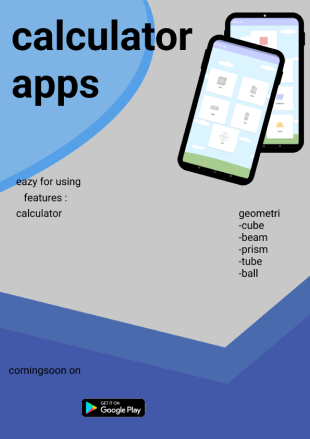 calculator
apps
eazy for using
features :
calculator
geometri
-cube
-beam
-prism
-tube
-ball
comingsoon on
GET IT ON
Google Play